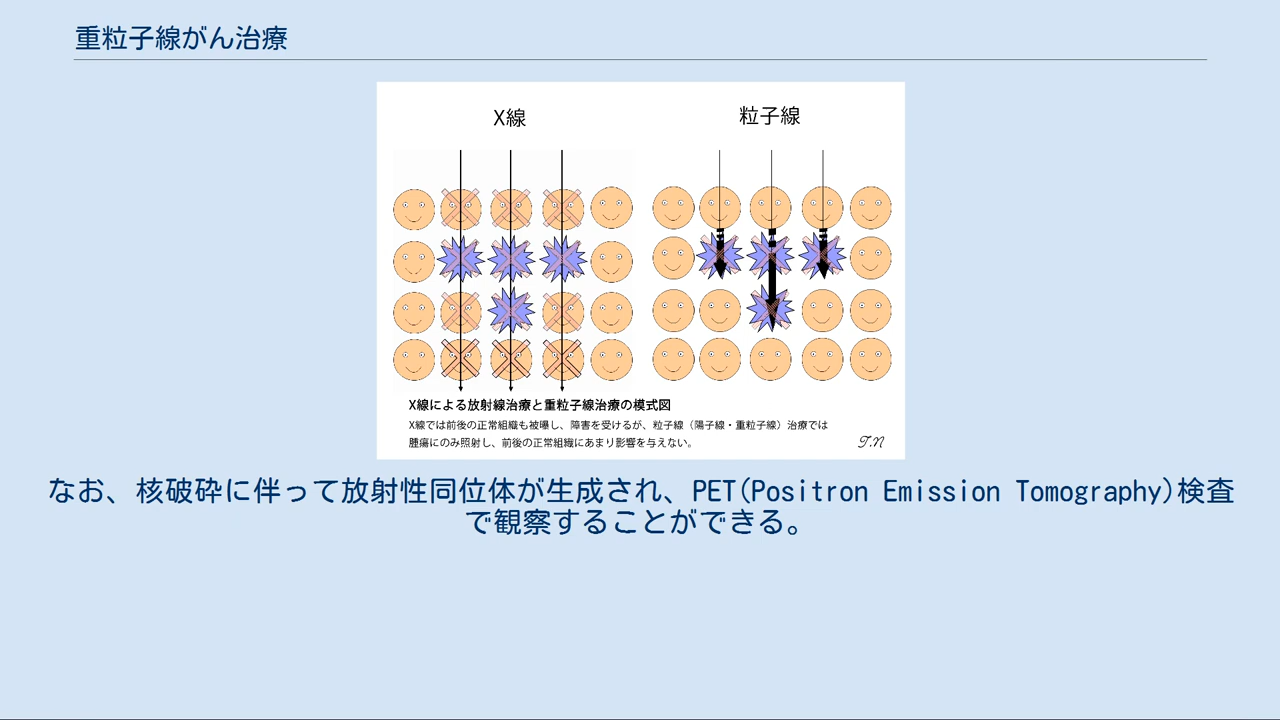 重粒子線がん治療
X線
粒子線
X線による放射線治療と重粒子線治療の模式図
X線では前後の正常組織も被曝し、障害を受けるが、粒子線（陽子線・重粒子線）治療では
腫瘍にのみ照射し、前後の正常組織にあまり影響を与えない。
T.N
なお、核破砕に伴って放射性同位体が生成され、PET(Positron Emission Tomography)検査
で観察することができる。